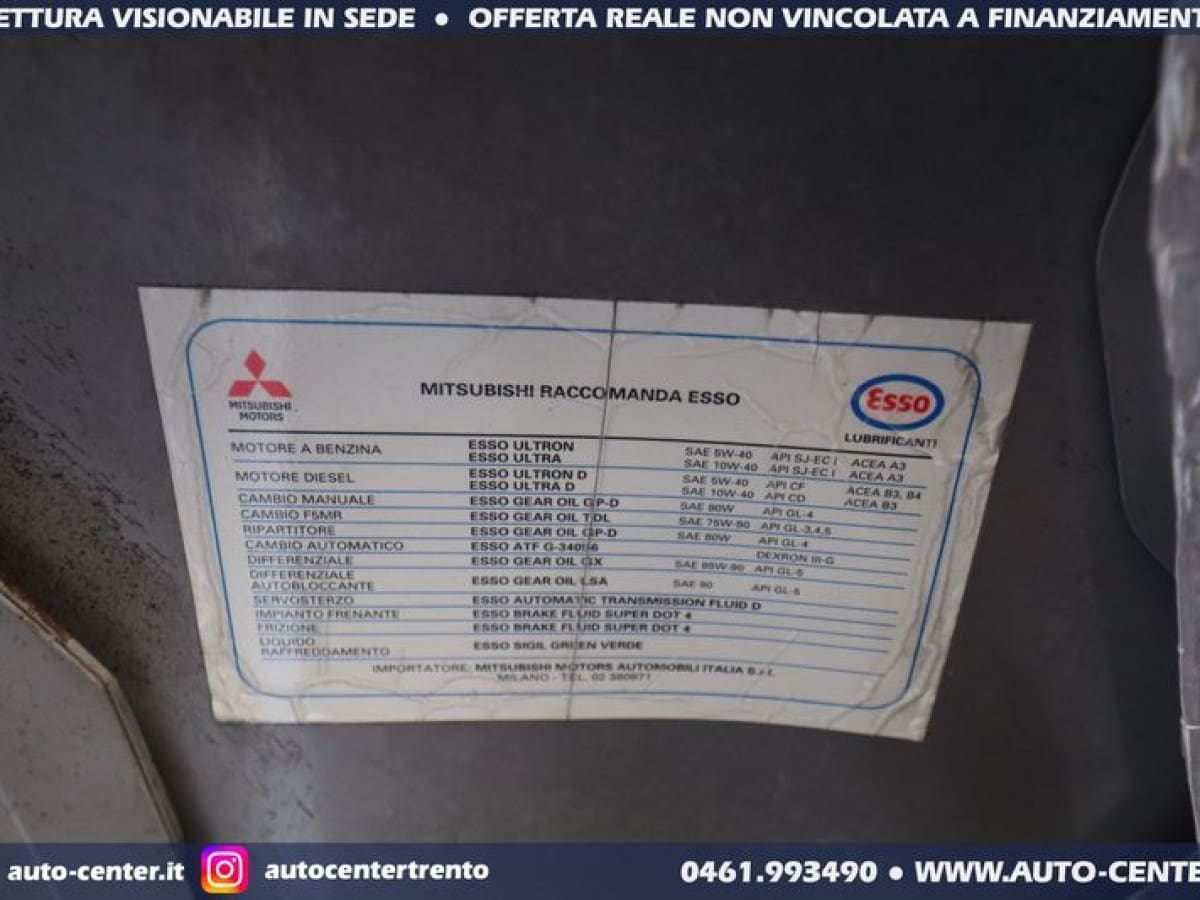 ETTURA VISIONABILE IN SEDE ● OFFERTA REALE NON VINCOLATA A FINANZIAMENT
MITSUBISHI MOTORS
MITSUBISHI RACCOMANDA ESSO
Esso
LUBRIFICANTI
MOTORE A BENZINA ESSO ULTRON SAE 5W-40 API SJ-EC I ACEA A3
ESSO ULTRA SAE 10W-40 API SJ-EC I ACEA A3
MOTORE DIESEL ESSO ULTRON D SAE 5W-40 API CF ACEA B3, B4
ESSO ULTRA D SAE 10W-40 API CD ACEA B3
CAMBIO MANUALE ESSO GEAR OIL GP-D SAE 80W API GL-4
CAMBIO F5MR ESSO GEAR OIL TDL SAE 75W-90 API GL-3,4,5
RIPARTITORE ESSO GEAR OIL GP-D SAE 80W API GL-4
CAMBIO AUTOMATICO ESSO ATF G-34096 DEXRON III-G
DIFFERENZIALE ESSO GEAR OIL GX SAE 85W-90 API GL-5
DIFFERENZIALE
AUTOBLOCCANTE ESSO GEAR OIL LSA SAE 90 API GL-5
SERVOSTERZO ESSO AUTOMATIC TRANSMISSION FLUID D
IMPIANTO FRENANTE ESSO BRAKE FLUID SUPER DOT 4
FRIZIONE ESSO BRAKE FLUID SUPER DOT 4
LIQUIDO
RAFFREDDAMENTO ESSO SIGIL GREEN VERDE
IMPORTATORE: MITSUBISHI MOTORS AUTOMOBILI ITALIA S.r.l.
MILANO - TEL. 02 380971
auto-center.it autocentertrento 0461.993490 ● WWW.AUTO-CENTE